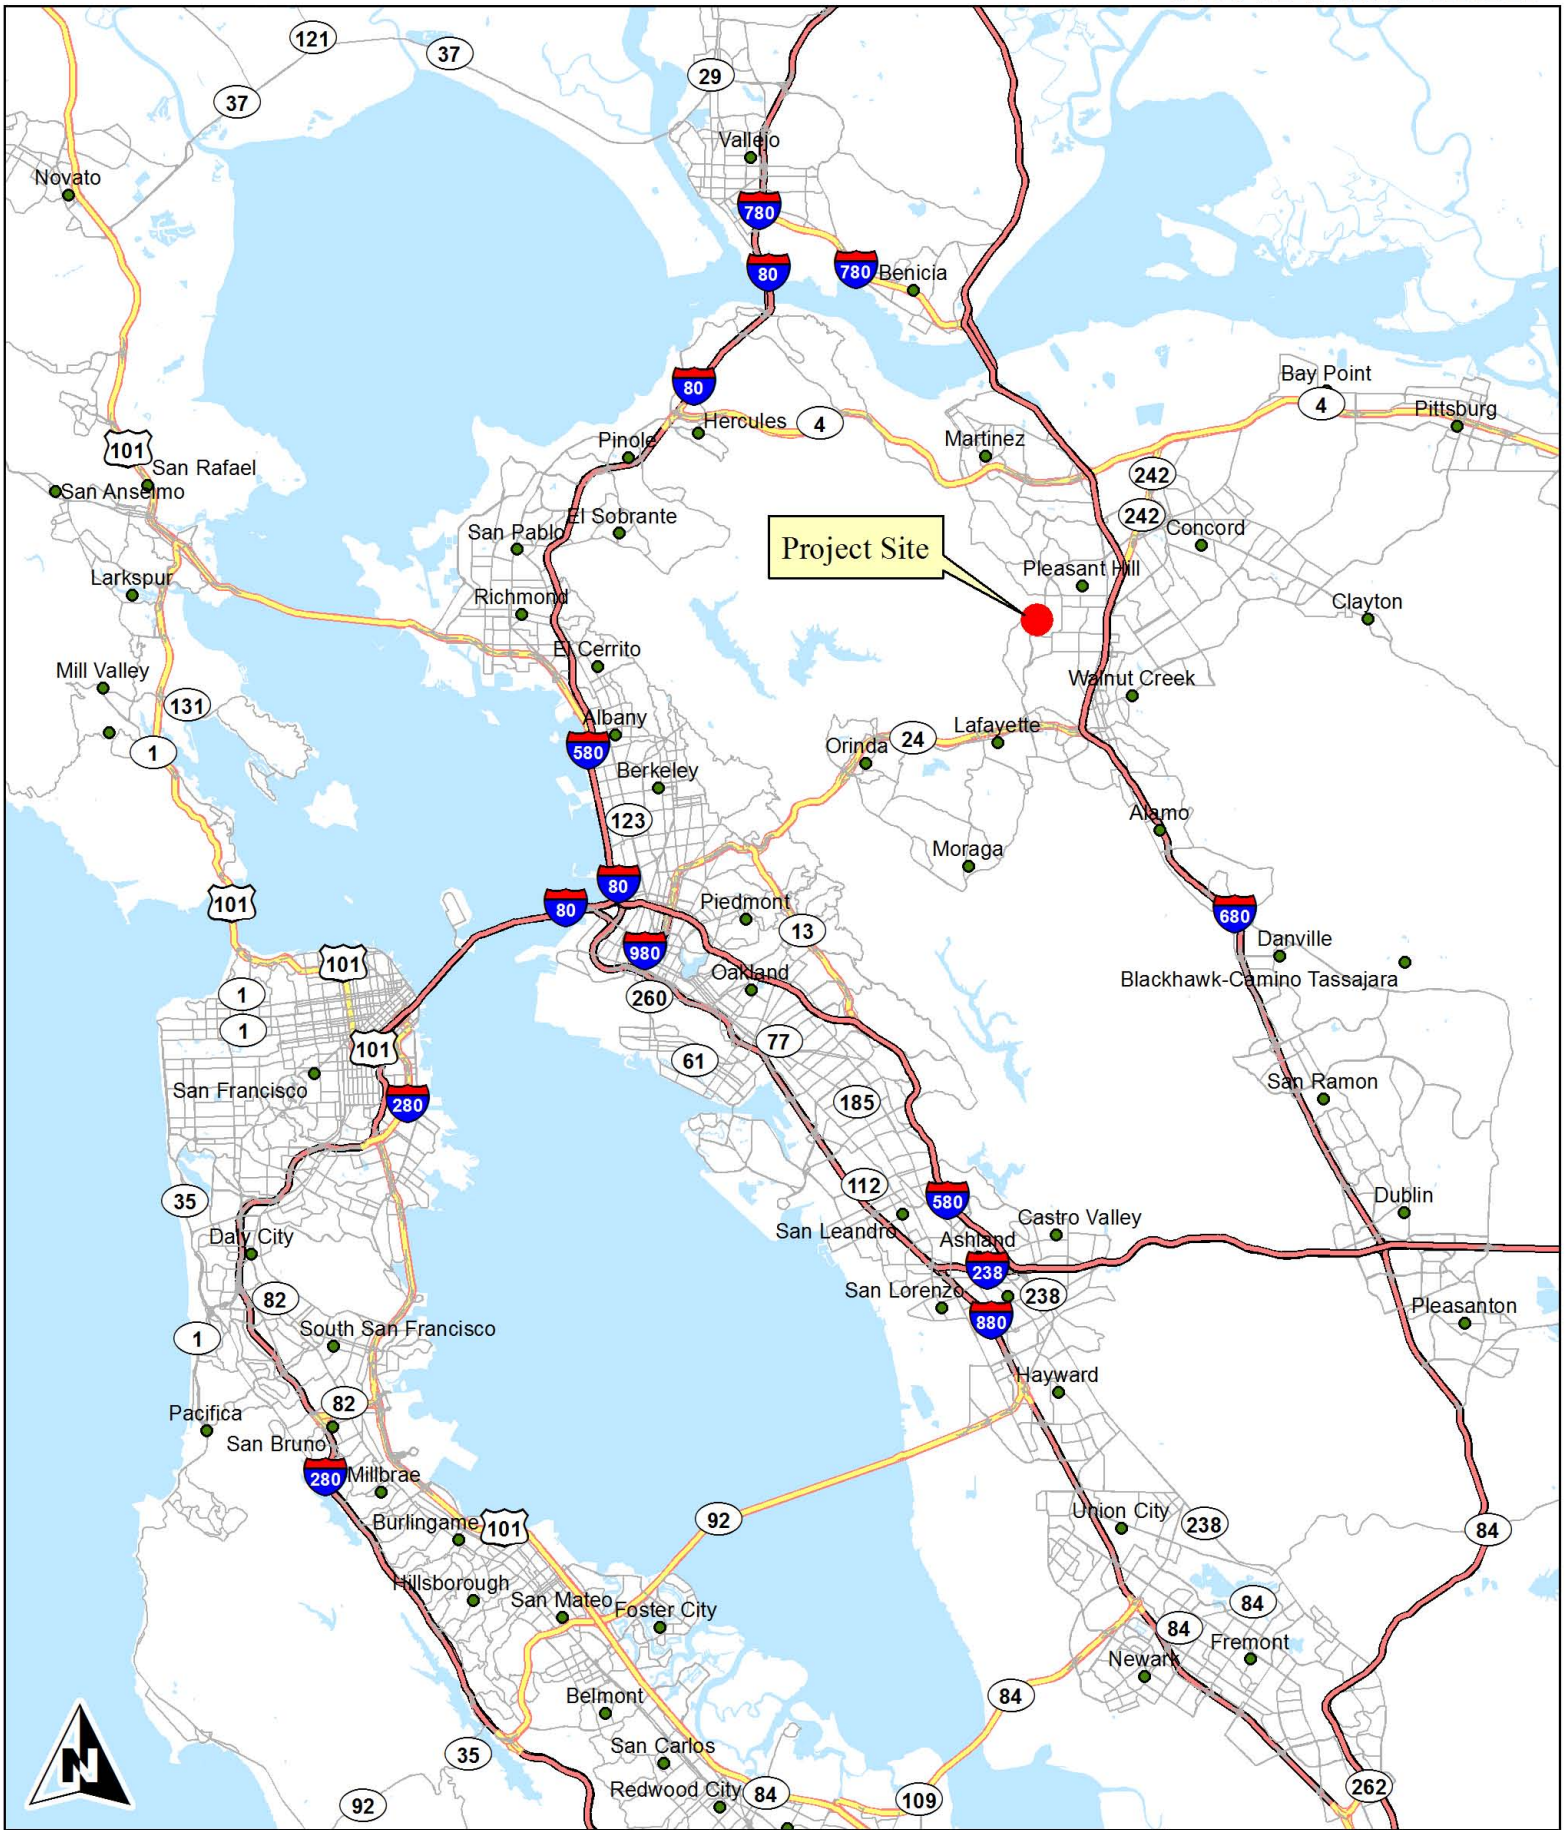 121
37
29
37
Vallejo
Novato
780
80
780
Benicia
80
Bay Point
4
Pittsburg
Hercules
4
Pinole
Martinez
101
San Rafael
242
San Anselmo
El Sobrante
242
Concord
San Pablo
Project Site
Pleasant Hill
Larkspur
Richmond
Clayton
El Cerrito
Mill Valley
Walnut Creek
131
Albany
Lafayette
1
580
Orinda
24
Berkeley
123
Alamo
Moraga
80
101
80
Piedmont
680
13
Danville
980
101
Oakland
Blackhawk-Camino Tassajara
1
260
1
77
101
61
San Francisco
San Ramon
280
185
112
35
580
Dublin
San Leandro
Castro Valley
Daly City
Ashland
238
82
San Lorenzo
238
Pleasanton
1
South San Francisco
880
Hayward
82
Pacifica
San Bruno
280
Millbrae
Union City
92
238
Burlingame
101
84
Hillsborough
San Mateo
Foster City
84
84
Fremont
Newark
Belmont
84
San Carlos
35
N
Redwood City
84
109
262
92